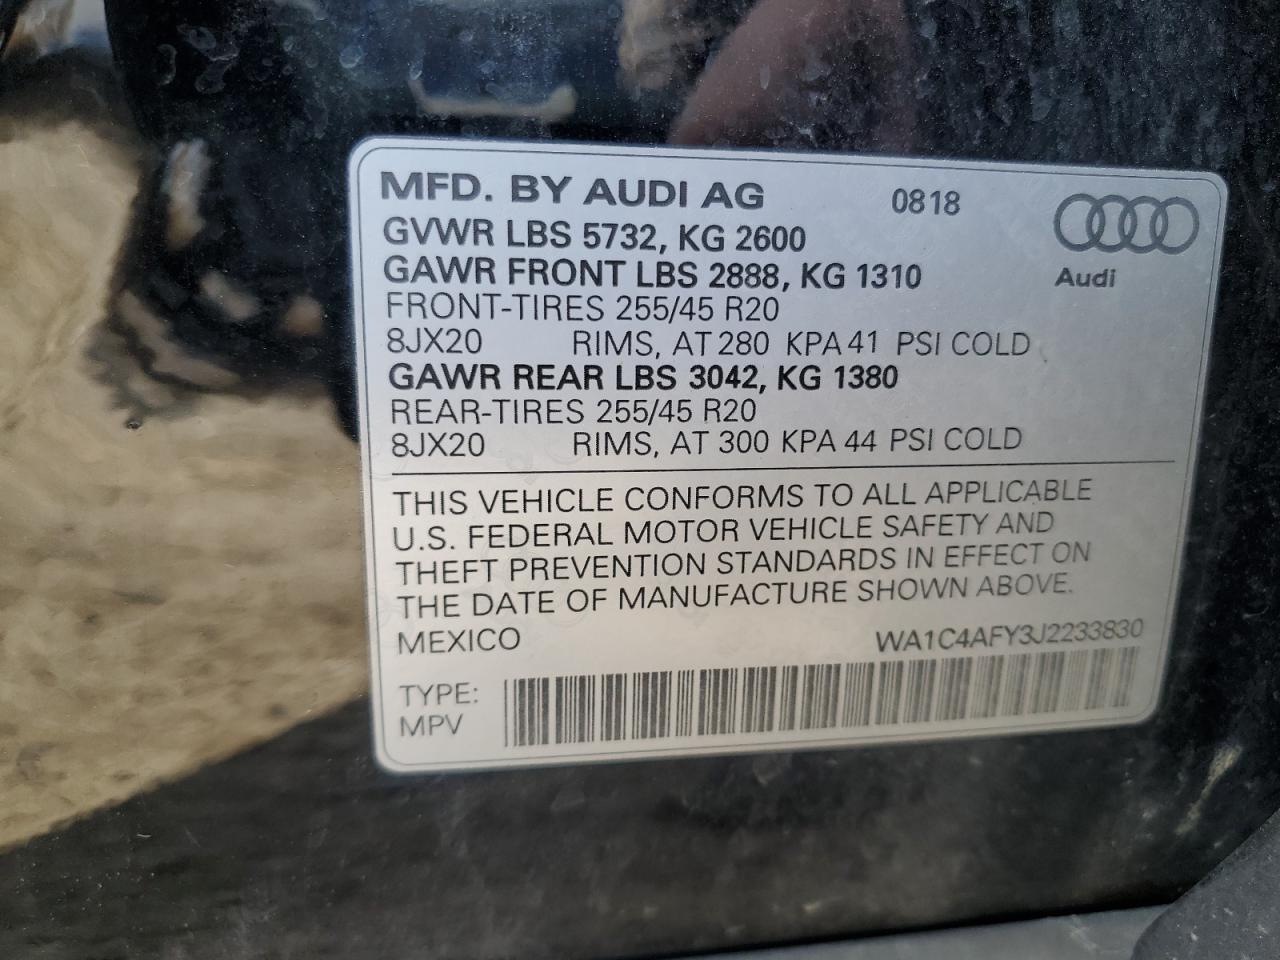 MFD. BY AUDI AG 0818
GVWR LBS 5732, KG 2600
GAWR FRONT LBS 2888, KG 1310
Audi
FRONT-TIRES 255/45 R20
8JX20 RIMS, AT 280 KPA 41 PSI COLD
GAWR REAR LBS 3042, KG 1380
REAR-TIRES 255/45 R20
8JX20 RIMS, AT 300 KPA 44 PSI COLD
THIS VEHICLE CONFORMS TO ALL APPLICABLE
U.S. FEDERAL MOTOR VEHICLE SAFETY AND
THEFT PREVENTION STANDARDS IN EFFECT ON
THE DATE OF MANUFACTURE SHOWN ABOVE.
MEXICO WA1C4AFY3J2233830
TYPE:
MPV